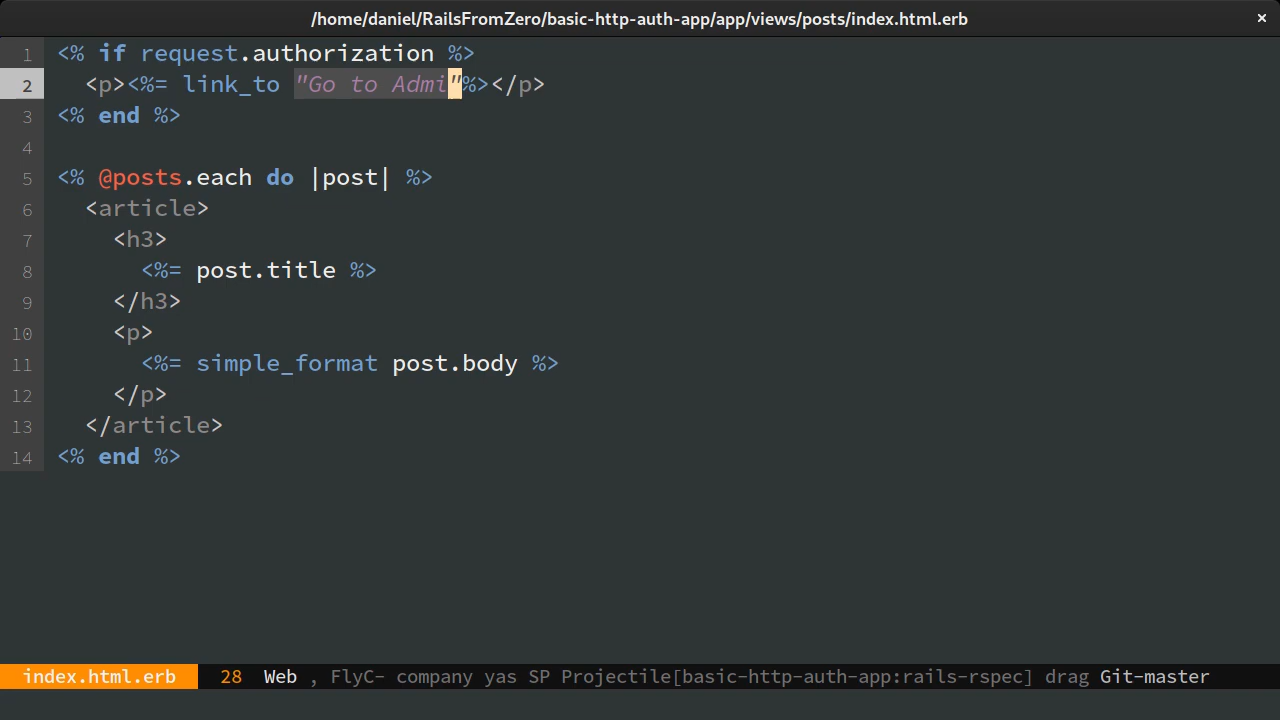 /home/daniel/RailsFromZero/basic-http-auth-app/app/views/posts/index.html.erb ×
1 <% if request.authorization %>
2   <p><%= link_to "Go to Admi"%></p>
3 <% end %>
4
5 <% @posts.each do |post| %>
6   <article>
7     <h3>
8       <%= post.title %>
9     </h3>
10     <p>
11       <%= simple_format post.body %>
12     </p>
13   </article>
14 <% end %>
index.html.erb 28 Web , FlyC- company yas SP Projectile[basic-http-auth-app:rails-rspec] drag Git-master